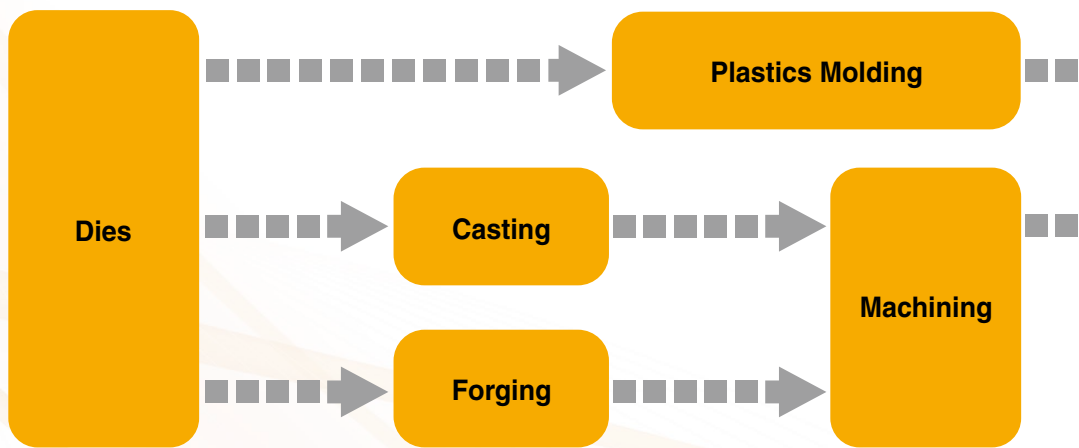 Plastics Molding
Dies
Casting
Machining
Forging